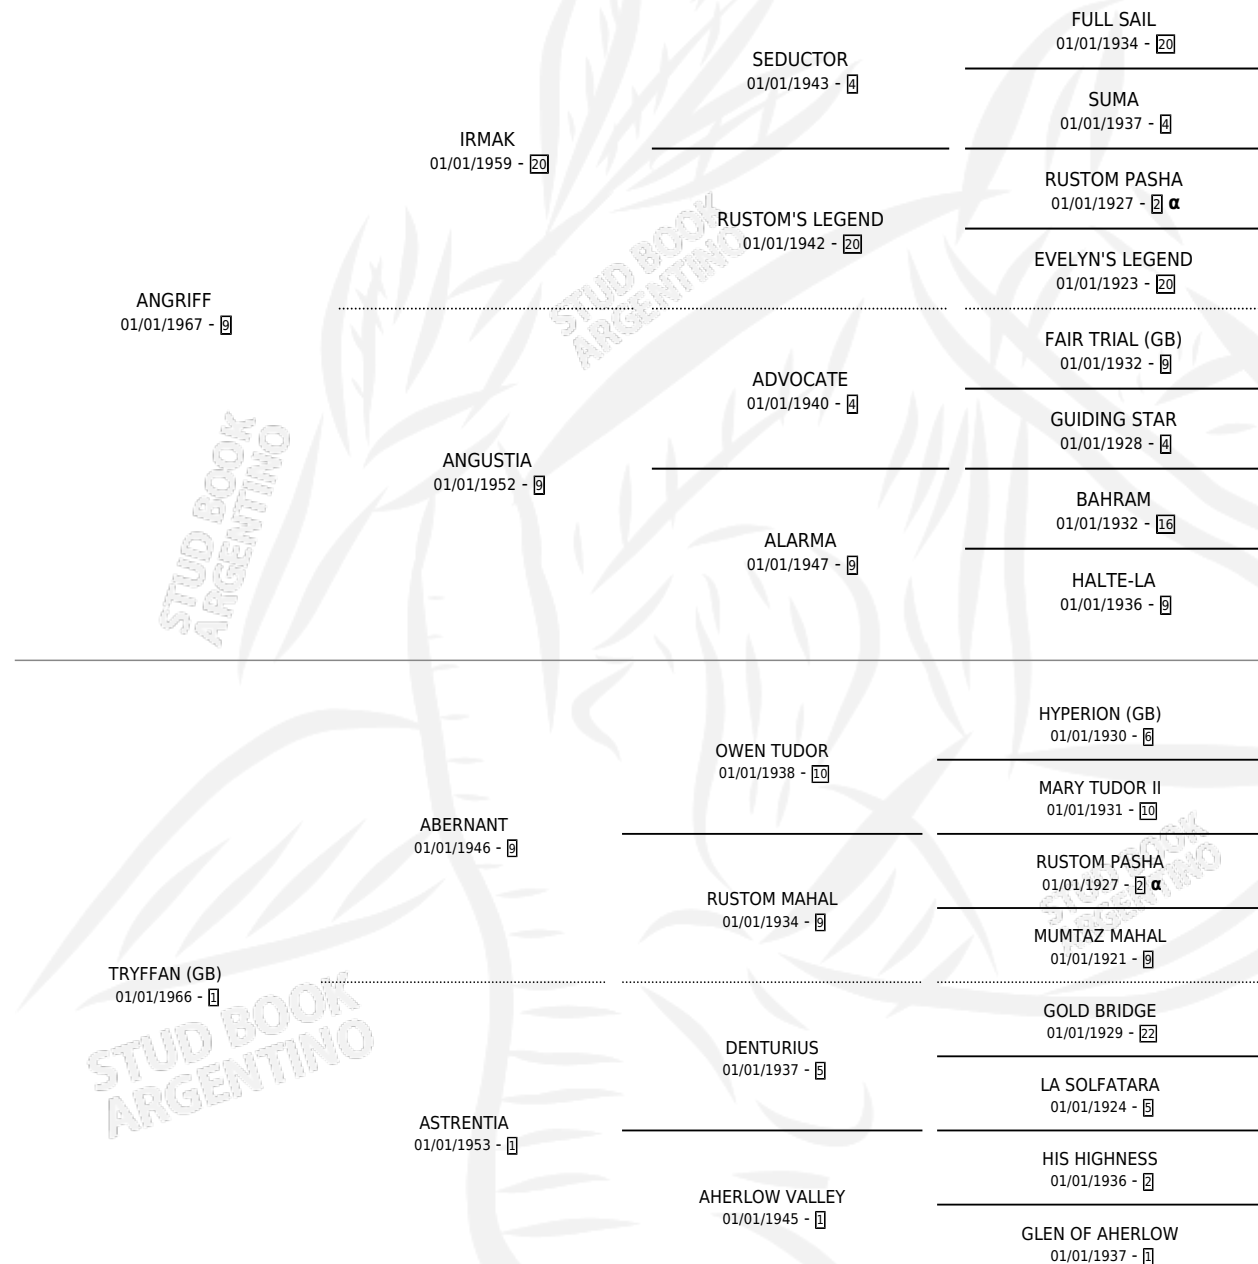 FULL SAIL
01/01/1934 - 20
SEDUCTOR
01/01/1943 - 4
SUMA
01/01/1937 - 4
IRMAK
01/01/1959 - 20
RUSTOM PASHA
01/01/1927 - 2 α
RUSTOM'S LEGEND
01/01/1942 - 20
EVELYN'S LEGEND
01/01/1923 - 20
ANGRIFF
01/01/1967 - 9
FAIR TRIAL (GB)
01/01/1932 - 9
ADVOCATE
01/01/1940 - 4
GUIDING STAR
01/01/1928 - 4
ANGUSTIA
01/01/1952 - 9
BAHRAM
01/01/1932 - 16
ALARMA
01/01/1947 - 9
HALTE-LA
01/01/1936 - 9
HYPERION (GB)
01/01/1930 - 6
OWEN TUDOR
01/01/1938 - 10
MARY TUDOR II
01/01/1931 - 10
ABERNANT
01/01/1946 - 9
RUSTOM PASHA
01/01/1927 - 2 α
RUSTOM MAHAL
01/01/1934 - 9
MUMTAZ MAHAL
01/01/1921 - 9
TRYFFAN (GB)
01/01/1966 - 1
GOLD BRIDGE
01/01/1929 - 22
DENTURIUS
01/01/1937 - 5
LA SOLFATARA
01/01/1924 - 5
ASTRENTIA
01/01/1953 - 1
HIS HIGHNESS
01/01/1936 - 2
AHERLOW VALLEY
01/01/1945 - 1
GLEN OF AHERLOW
01/01/1937 - 1
STUD BOOK
ARGENTINO
STUD BOOK
ARGENTINO
STUD BOOK
ARGENTINO
STUD BOOK
ARGENTINO